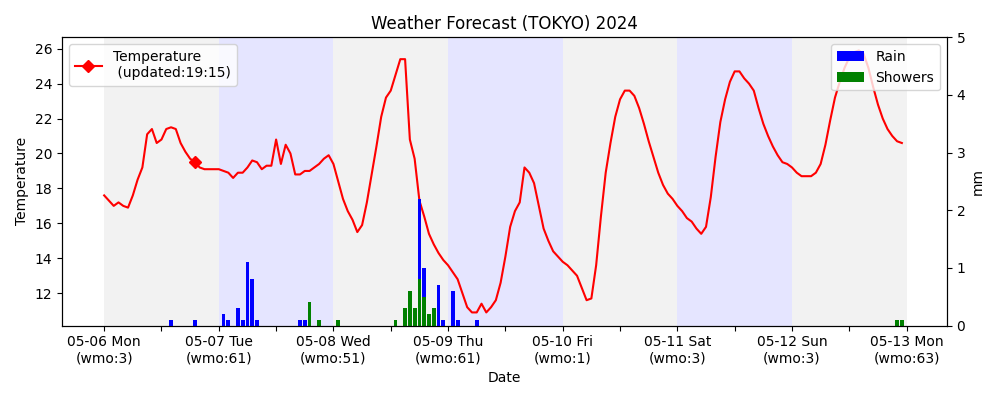 Weather Forecast (TOKYO) 2024
Temperature
(updated:19:15)
Rain
Showers
26
24
22
20
18
16
14
12
Temperature
5
4
3
2
1
0
mm
05-06 Mon 05-07 Tue 05-08 Wed 05-09 Thu 05-10 Fri 05-11 Sat 05-12 Sun 05-13 Mon
(wmo:3) (wmo:61) (wmo:51) (wmo:61) (wmo:1) (wmo:3) (wmo:3) (wmo:63)
Date